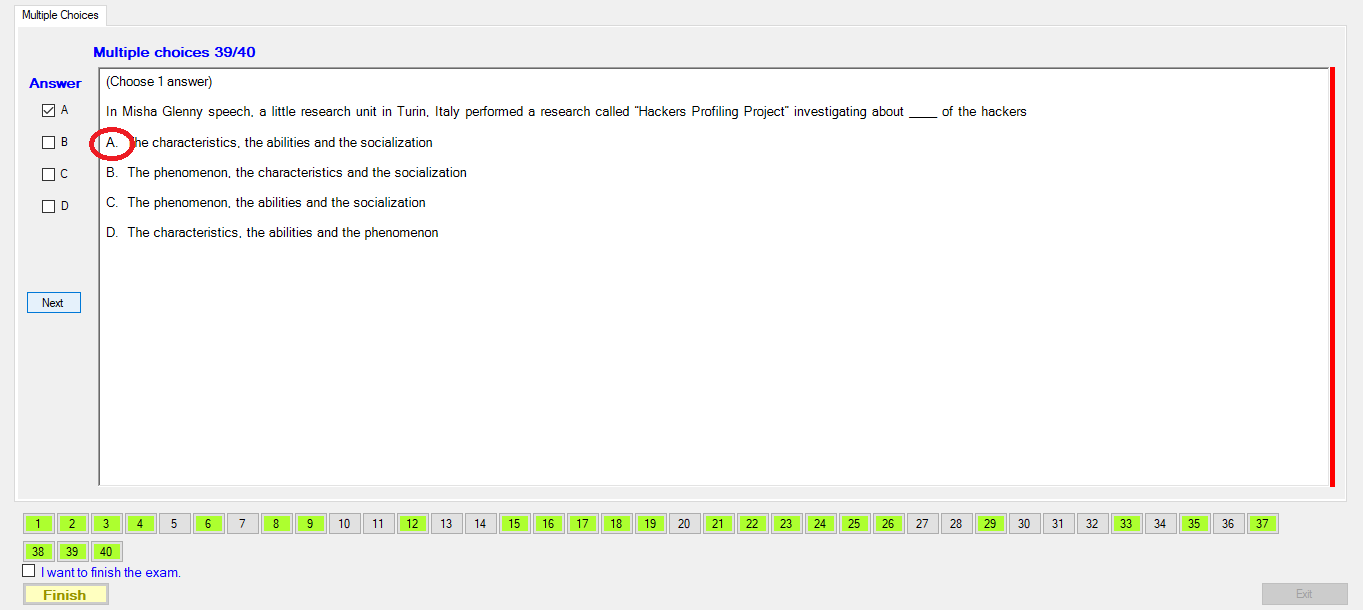 Multiple Choices
Multiple choices 39/40
Answer
(Choose 1 answer)
A
In Misha Glenny speech, a little research unit in Turin, Italy performed a research called “Hackers Profiling Project” investigating about ____ of the hackers
B
A. he characteristics, the abilities and the socialization
C
B. The phenomenon, the characteristics and the socialization
D
C. The phenomenon, the abilities and the socialization
D. The characteristics, the abilities and the phenomenon
Next
1 2 3 4 5 6 7 8 9 10 11 12 13 14 15 16 17 18 19 20 21 22 23 24 25 26 27 28 29 30 31 32 33 34 35 36 37
38 39 40
I want to finish the exam.
Finish
Exit